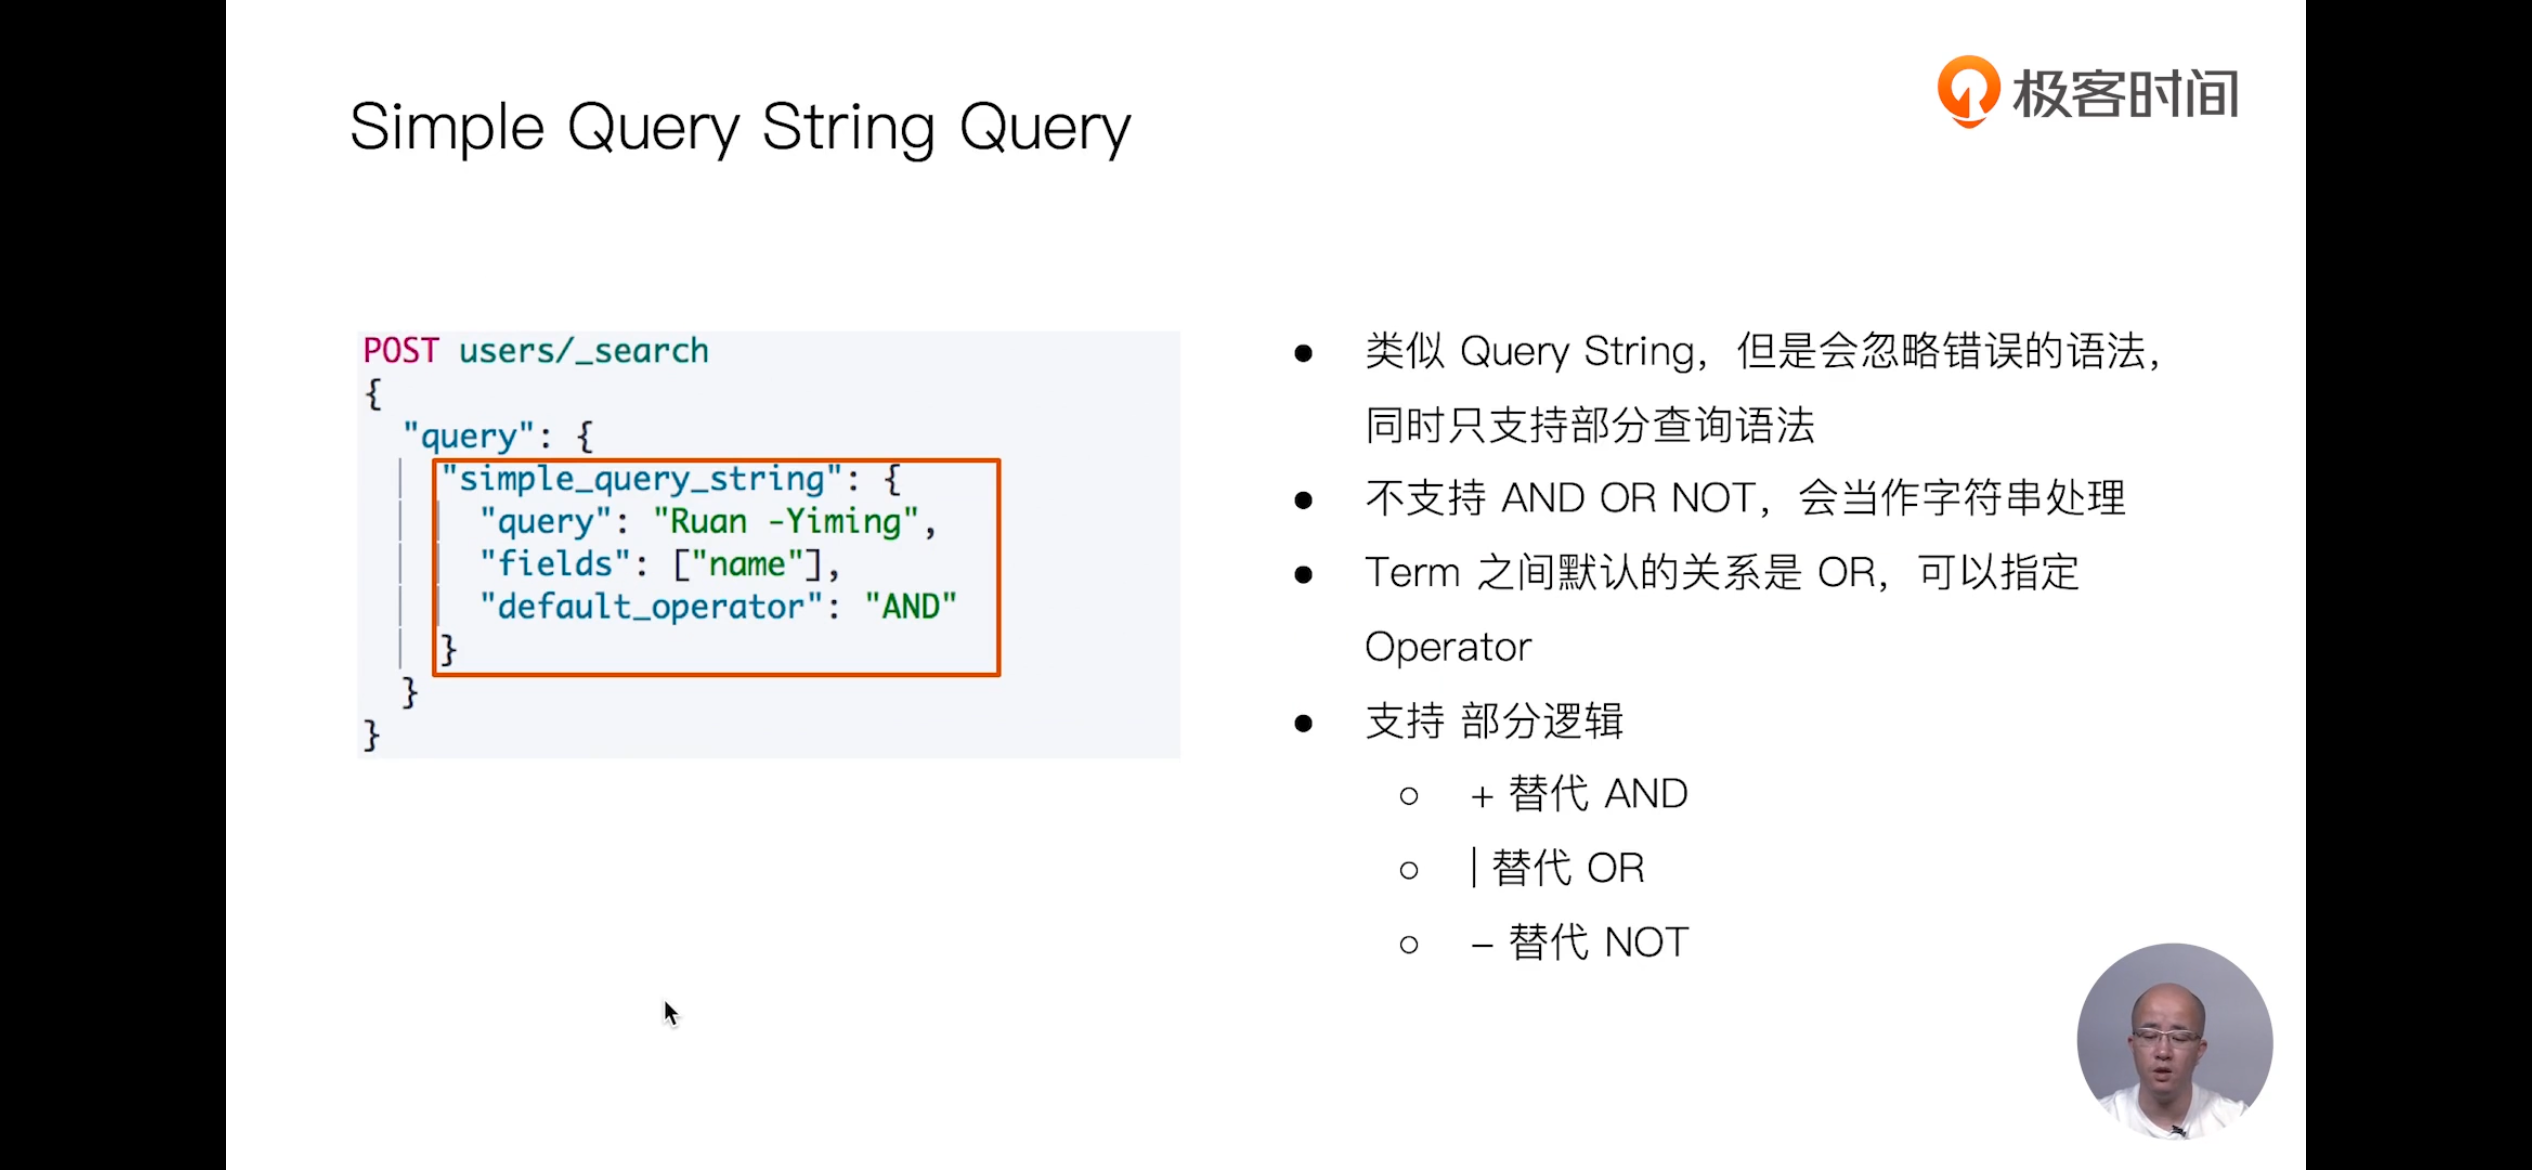 极客时间
Simple Query String Query
POST users/_search
{
  "query": {
    "simple_query_string": {
      "query": "Ruan -Yiming",
      "fields": ["name"],
      "default_operator": "AND"
    }
  }
}
● 类似 Query String，但是会忽略错误的语法，
同时只支持部分查询语法
● 不支持 AND OR NOT，会当作字符串处理
● Term 之间默认的关系是 OR，可以指定
Operator
● 支持 部分逻辑
○ + 替代 AND
○ | 替代 OR
○ – 替代 NOT